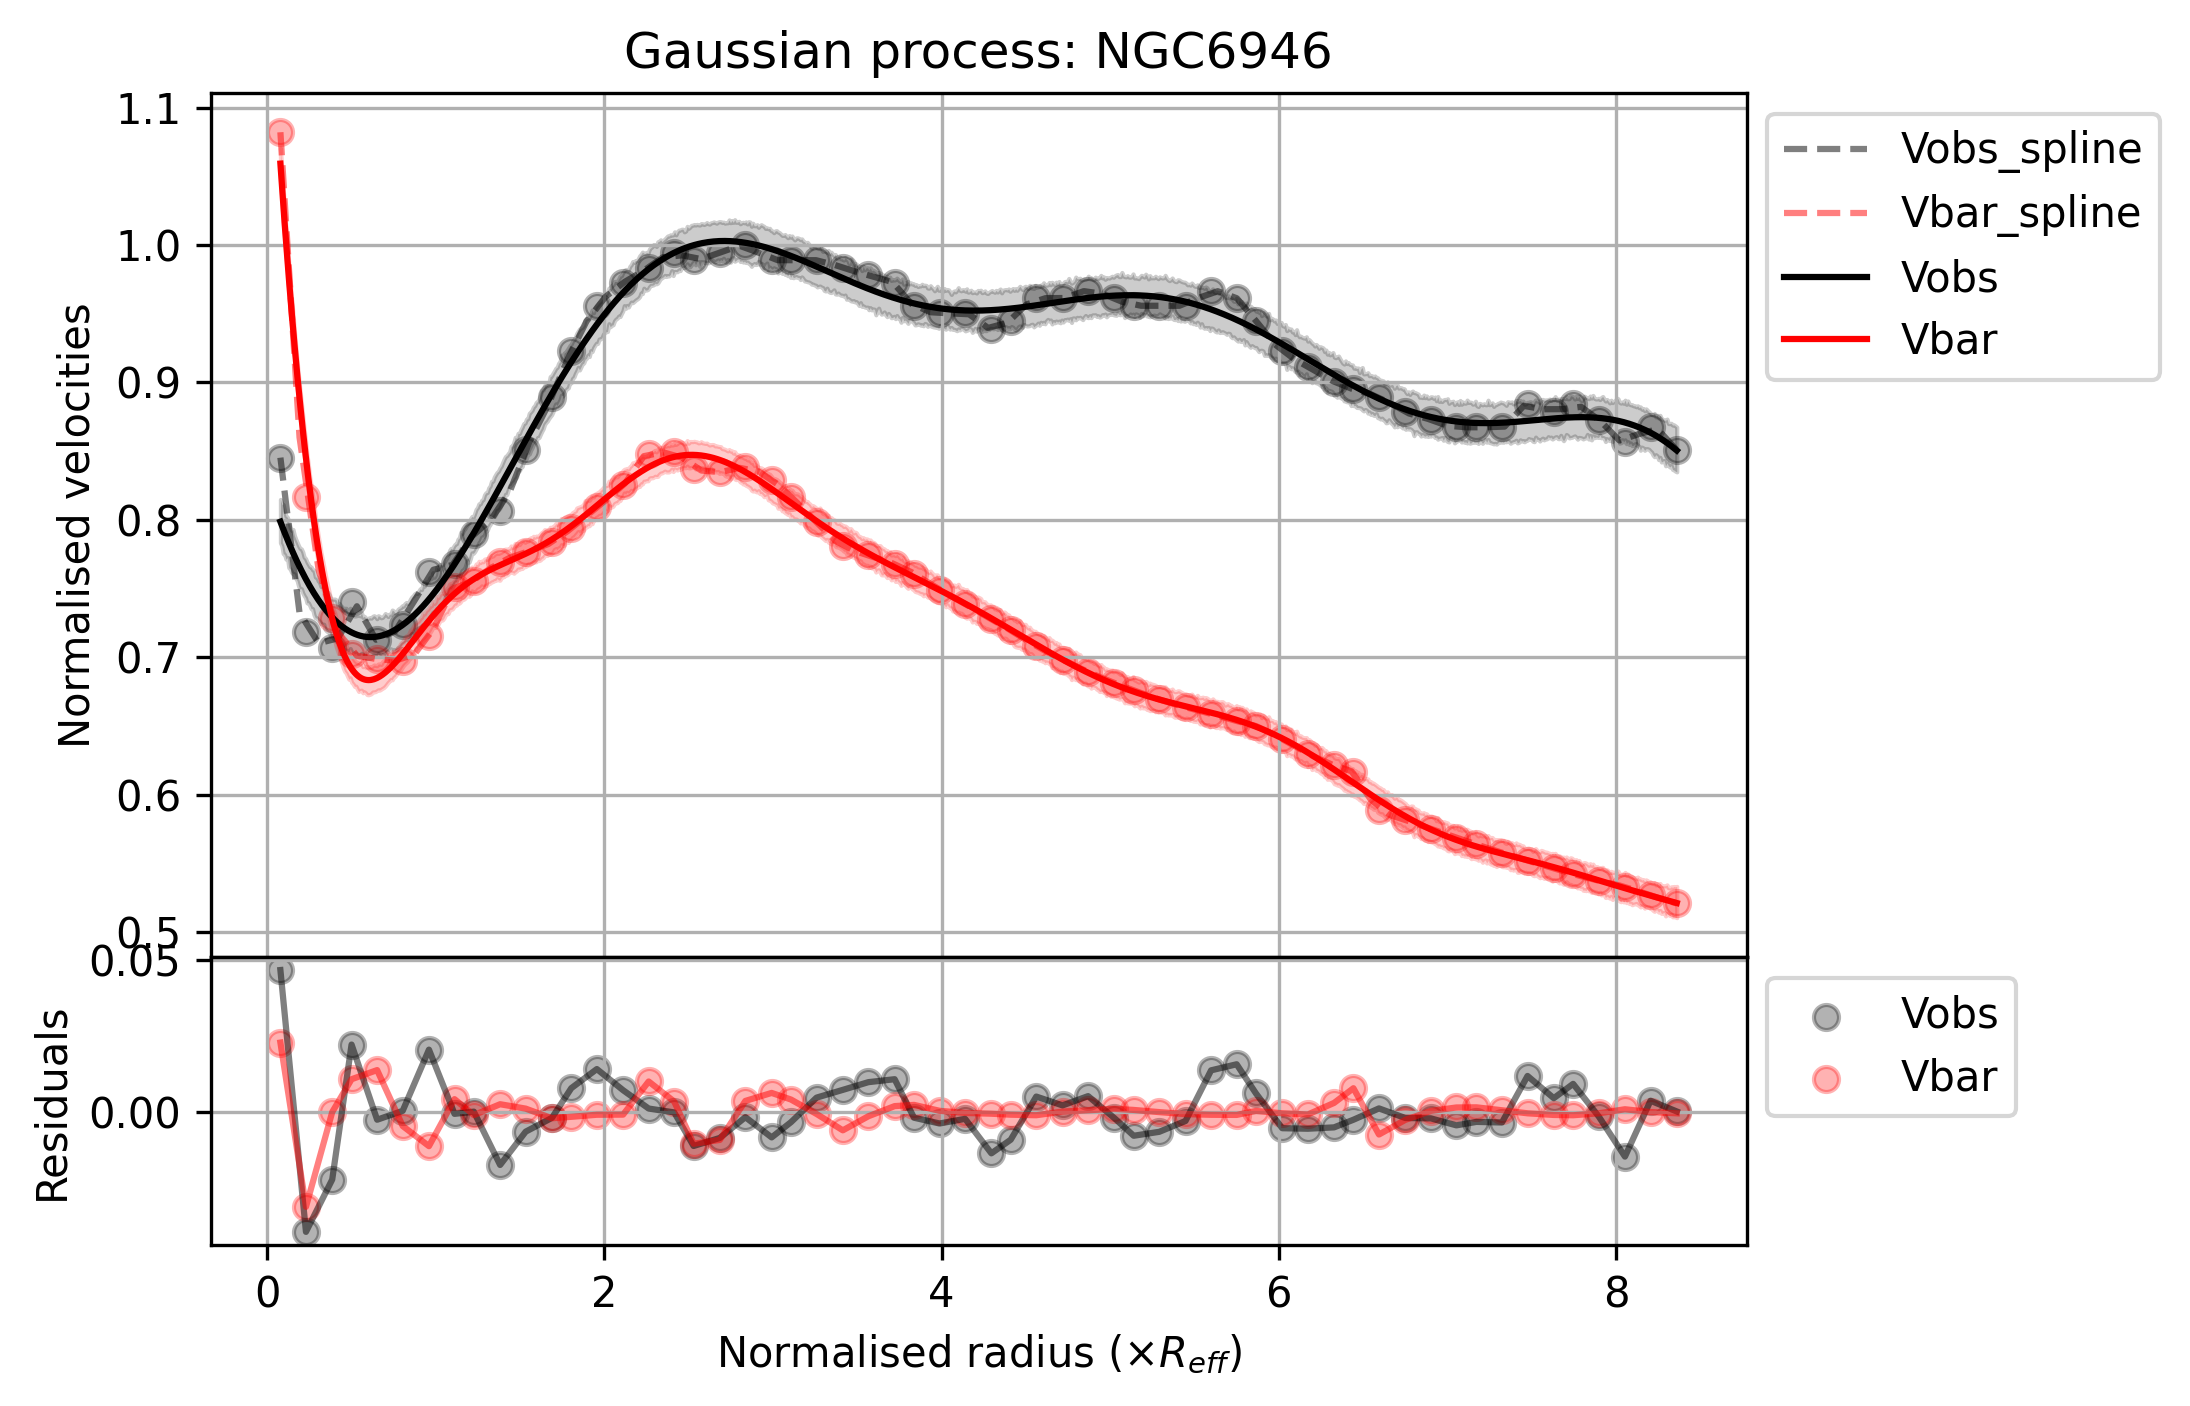 Gaussian process: NGC6946
1.1
1.0
0.9
0.8
0.7
0.6
0.5
Normalised velocities
Vobs_spline
Vbar_spline
Vobs
Vbar
0.05
0.00
Residuals
Vobs
Vbar
0 2 4 6 8
Normalised radius (×R_eff)